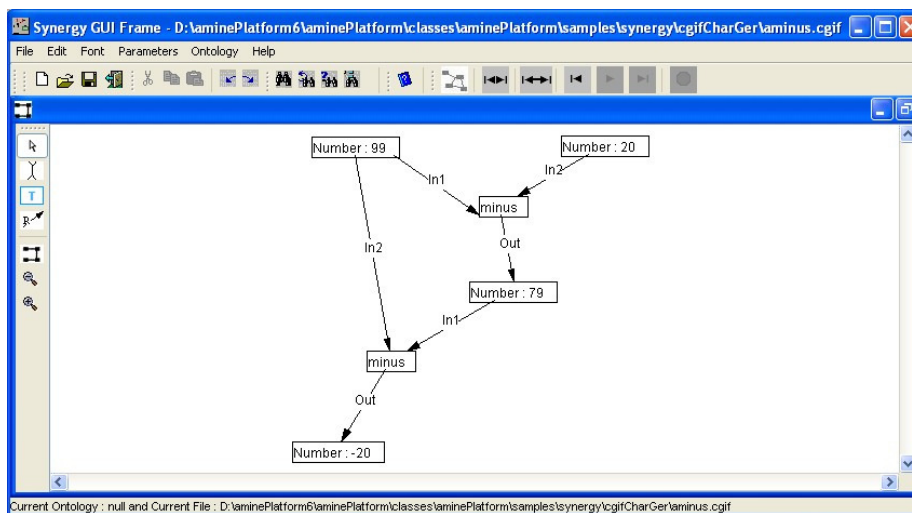 Synergy GUI Frame - D:\aminePlatform6\aminePlatform\classes\aminePlatform\samples\synergy\cgifCharGer\aminus.cgif
File Edit Font Parameters Ontology Help
T
Number : 99
Number : 20
In1
In2
minus
In2
Out
Number : 79
In1
minus
Out
Number : -20
Current Ontology : null and Current File : D:\aminePlatform6\aminePlatform\classes\aminePlatform\samples\synergy\cgifCharGer\aminus.cgif